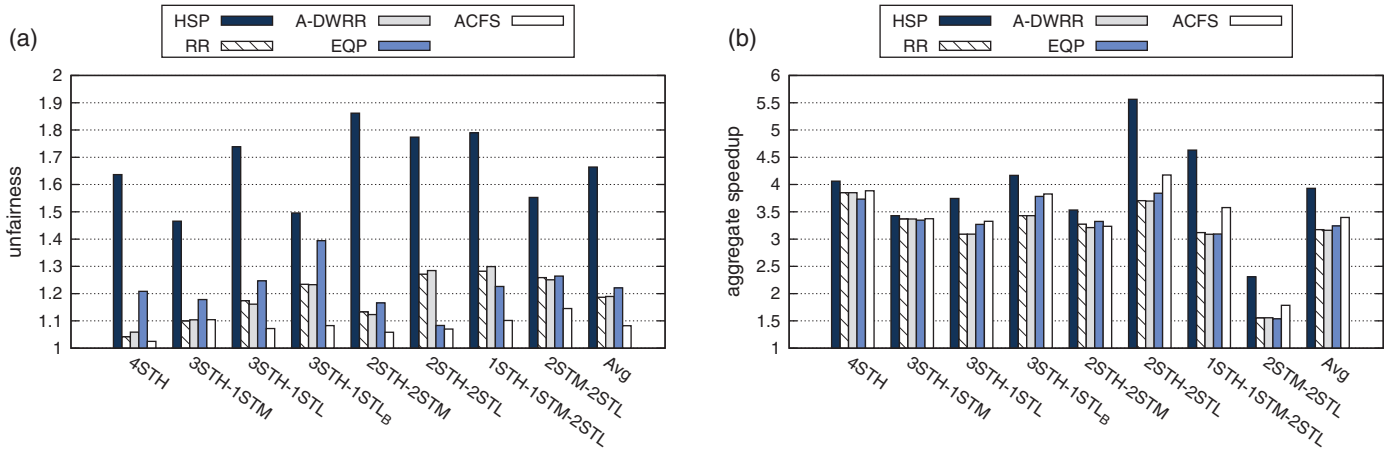 (a)
HSP A-DWRR ACFS
RR EQP
unfairness
2
1.9
1.8
1.7
1.6
1.5
1.4
1.3
1.2
1.1
1
4STH
3STH-1STM
3STH-1STL
3STH-1STL_B
2STH-2STM
2STH-2STL
1STH-1STM-2STL
2STM-2STL
Avg
(b)
HSP A-DWRR ACFS
RR EQP
aggregate speedup
6
5.5
5
4.5
4
3.5
3
2.5
2
1.5
1
4STH
3STH-1STM
3STH-1STL
3STH-1STL_B
2STH-2STM
2STH-2STL
1STH-1STM-2STL
2STM-2STL
Avg